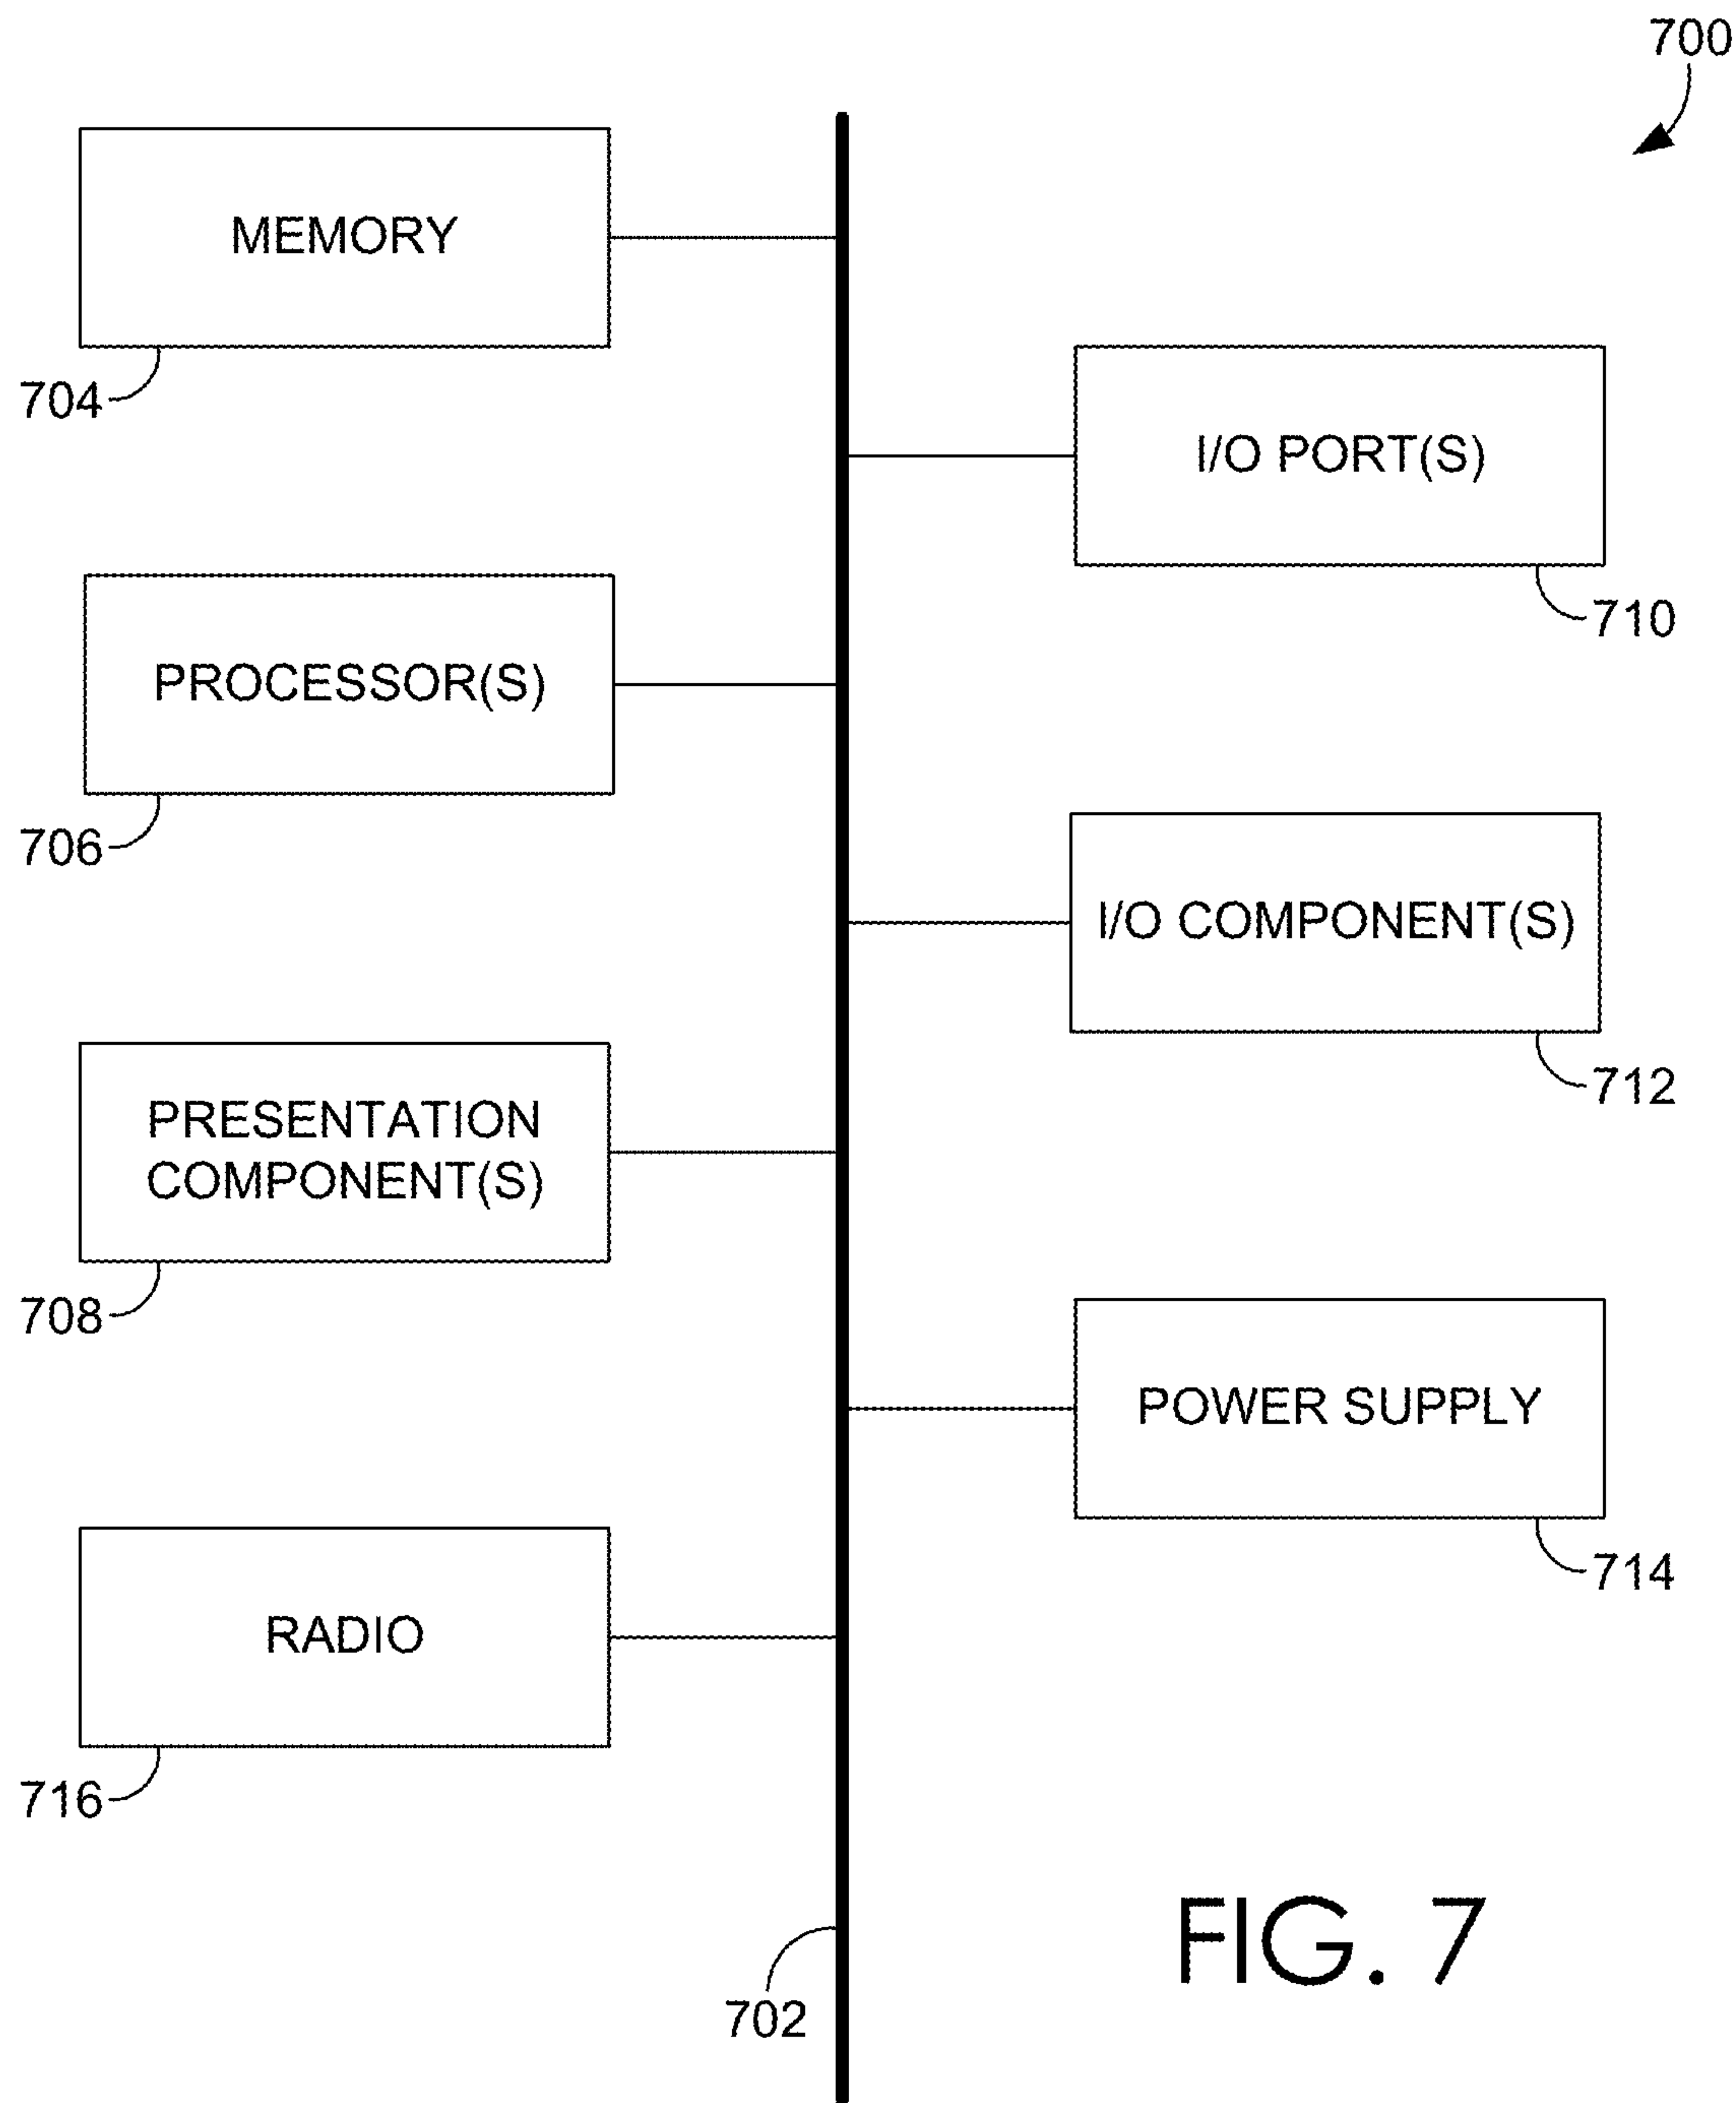 700
MEMORY
704
I/O PORT(S)
710
PROCESSOR(S)
706
I/O COMPONENT(S)
712
PRESENTATION
COMPONENT(S)
708
POWER SUPPLY
714
RADIO
716
702
FIG. 7